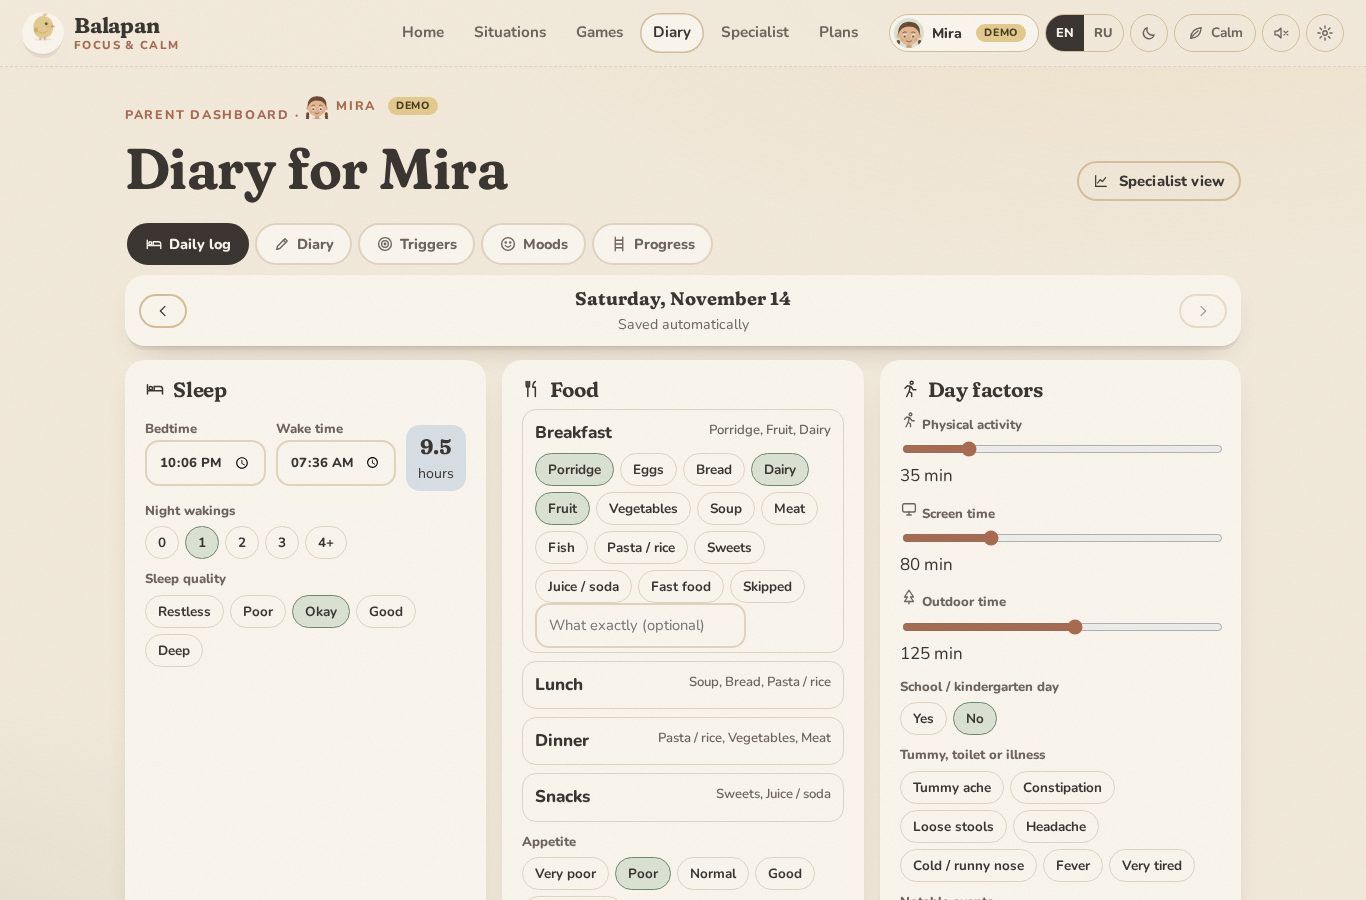 Balapan
FOCUS & CALM
Home Situations Games Diary Specialist Plans
Mira DEMO EN RU Calm
PARENT DASHBOARD · MIRA DEMO
Diary for Mira
Specialist view
Daily log Diary Triggers Moods Progress
Saturday, November 14
Saved automatically
Sleep
Bedtime Wake time
10:06 PM 07:36 AM
9.5
hours
Night wakings
0 1 2 3 4+
Sleep quality
Restless Poor Okay Good
Deep
Food
Breakfast Porridge, Fruit, Dairy
Porridge Eggs Bread Dairy
Fruit Vegetables Soup Meat
Fish Pasta / rice Sweets
Juice / soda Fast food Skipped
What exactly (optional)
Lunch Soup, Bread, Pasta / rice
Dinner Pasta / rice, Vegetables, Meat
Snacks Sweets, Juice / soda
Appetite
Very poor Poor Normal Good
Day factors
Physical activity
35 min
Screen time
80 min
Outdoor time
125 min
School / kindergarten day
Yes No
Tummy, toilet or illness
Tummy ache Constipation
Loose stools Headache
Cold / runny nose Fever Very tired